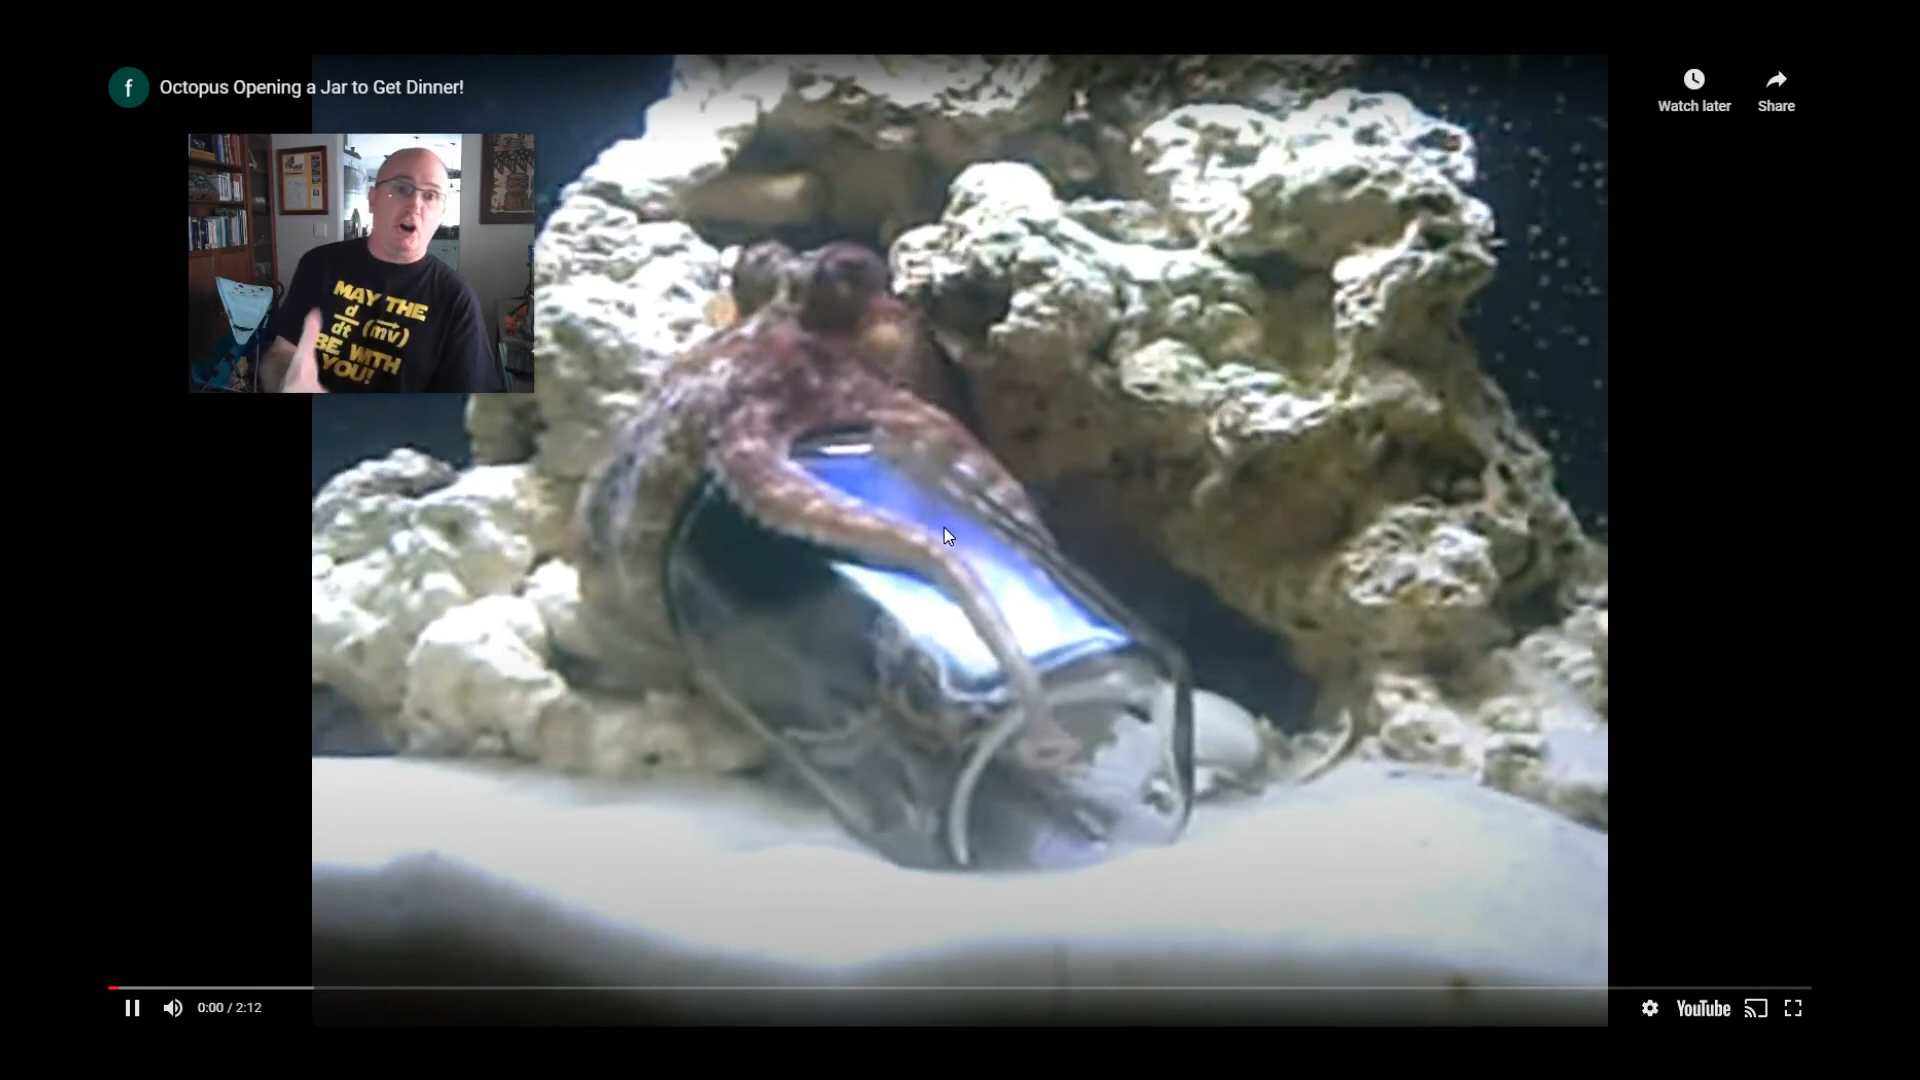 f
Octopus Opening a Jar to Get Dinner!
Watch later
Share
MAY THE
d
dt (mv)
BE WITH
YOU!
0:00 / 2:12
YouTube